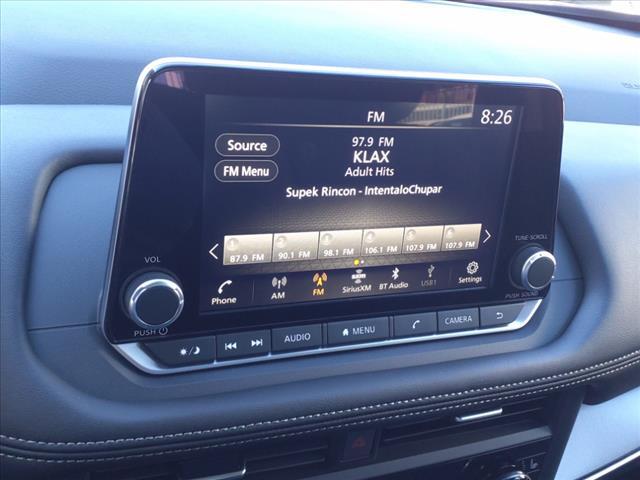 FM
8:26
Source
97.9 FM
KLAX
Adult Hits
FM Menu
Supek Rincon - IntentaloChupar
87.9 FM 90.1 FM 98.1 FM 106.1 FM 107.9 FM 107.9 FM
Phone AM FM SiriusXM BT Audio USB1 Settings
VOL
PUSH
TUNE·SCROLL
PUSH SOUND
AUDIO MENU CAMERA